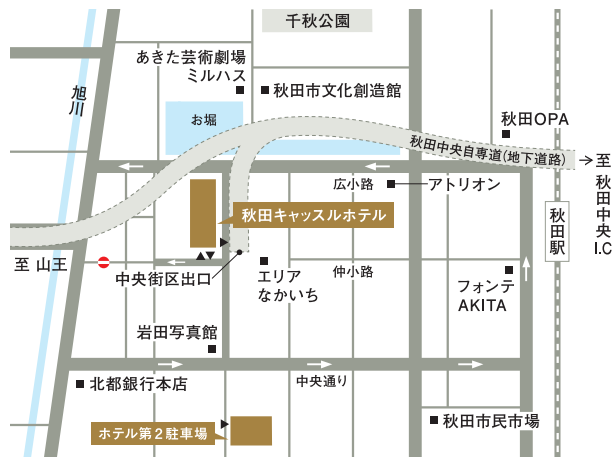 千秋公園
あきた芸術劇場
ミルハス
秋田市文化創造館
旭川
お堀
秋田OPA
秋田中央自専道(地下道路)
至
秋田中央
I.C
広小路
アトリオン
秋田キャッスルホテル
秋田駅
至 山王
中央街区出口
エリア
なかいち
仲小路
フォンテ
AKITA
岩田写真館
中央通り
北都銀行本店
ホテル第2駐車場
秋田市民市場